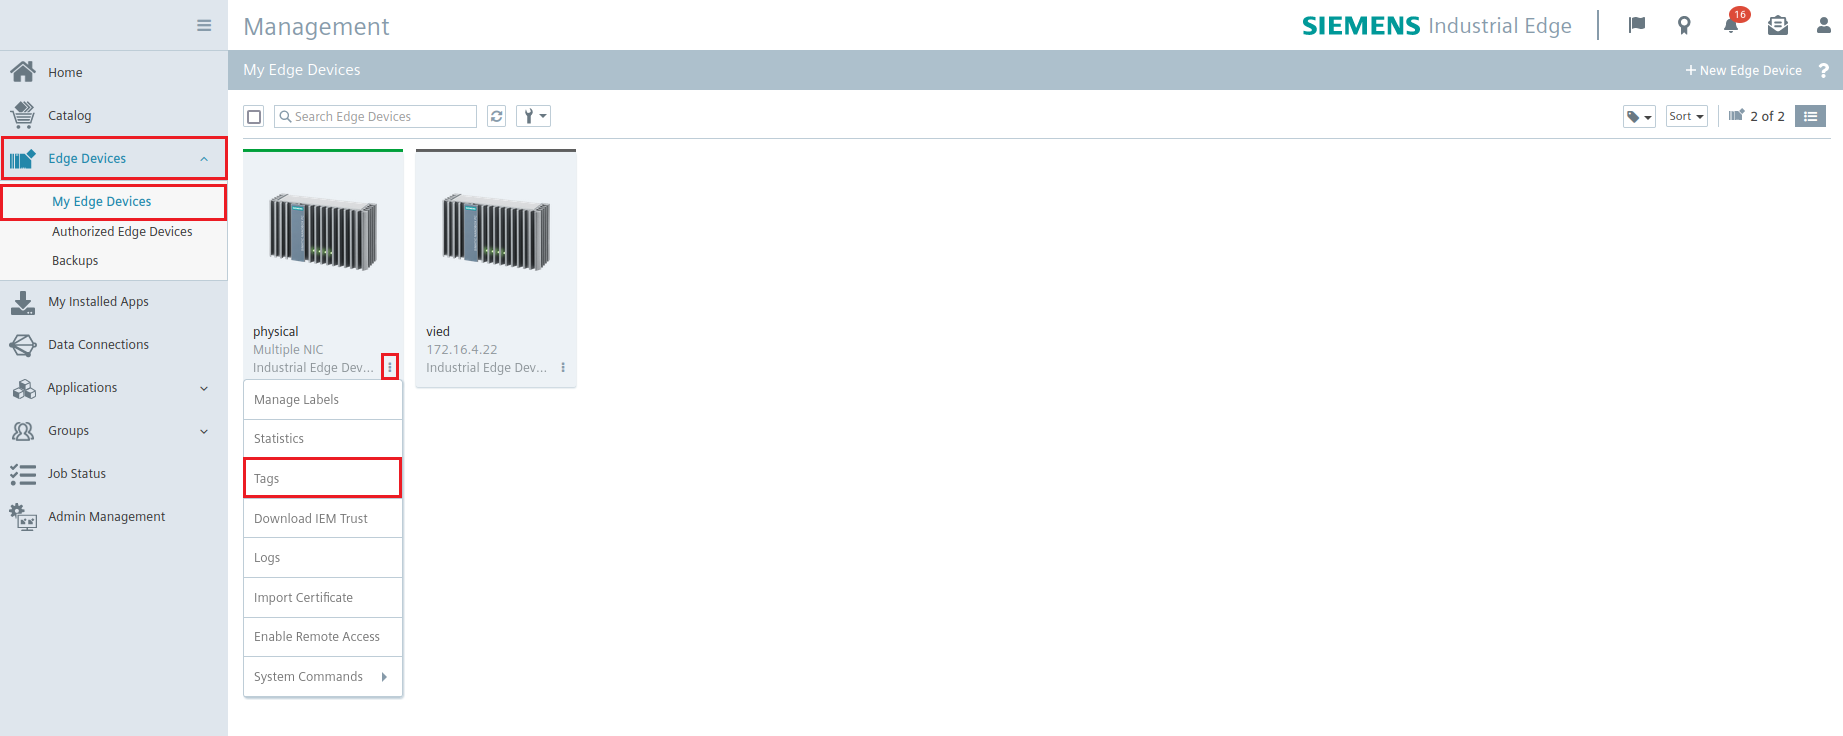 Management
SIEMENS Industrial Edge
16
Home
Catalog
Edge Devices
My Edge Devices
Authorized Edge Devices
Backups
My Installed Apps
Data Connections
Applications
Groups
Job Status
Admin Management
My Edge Devices
+ New Edge Device ?
Search Edge Devices
Sort
2 of 2
physical
Multiple NIC
Industrial Edge Dev...
vied
172.16.4.22
Industrial Edge Dev...
Manage Labels
Statistics
Tags
Download IEM Trust
Logs
Import Certificate
Enable Remote Access
System Commands